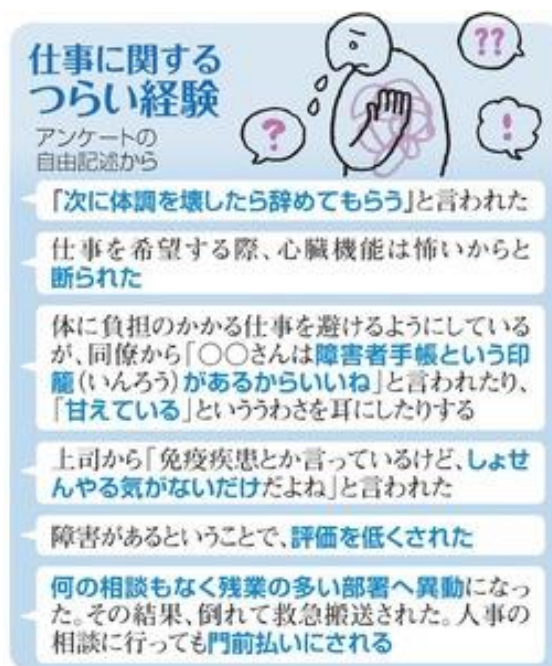 仕事に関する
つらい経験
アンケートの
自由記述から
?
??
!
「次に体調を壊したら辞めてもらう」と言われた
仕事を希望する際、心臓機能は怖いからと
断られた
体に負担のかかる仕事を避けるようにしている
が、同僚から「〇〇さんは障害者手帳という印
籠(いんろう)があるからいいね」と言われたり、
「甘えている」といううわさを耳にしたりする
上司から「免疫疾患とか言っているけど、しょせ
んやる気がないだけだよね」と言われた
障害があるということで、評価を低くされた
何の相談もなく残業の多い部署へ異動になっ
た。その結果、倒れて救急搬送された。人事の
相談に行っても門前払いにされる